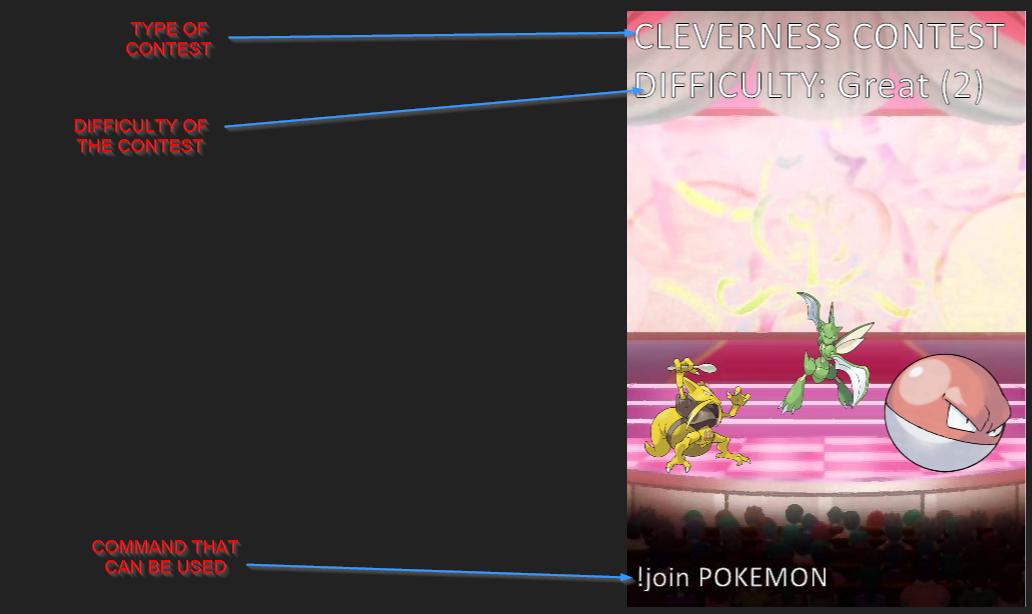 TYPE OF
CONTEST
CLEVERNESS CONTEST
DIFFICULTY: Great (2)
DIFFICULTY OF
THE CONTEST
COMMAND THAT
CAN BE USED
!join POKEMON